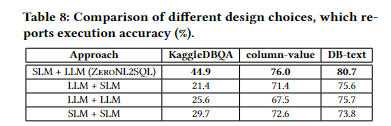 Table 8: Comparison of different design choices, which re-
ports execution accuracy (%).
Approach KaggleDBQA column-value DB-text
SLM + LLM (ZeroNL2SQL) 44.9 76.0 80.7
LLM + SLM 21.4 71.4 75.6
LLM + LLM 25.6 67.5 75.7
SLM + SLM 29.7 72.6 73.8